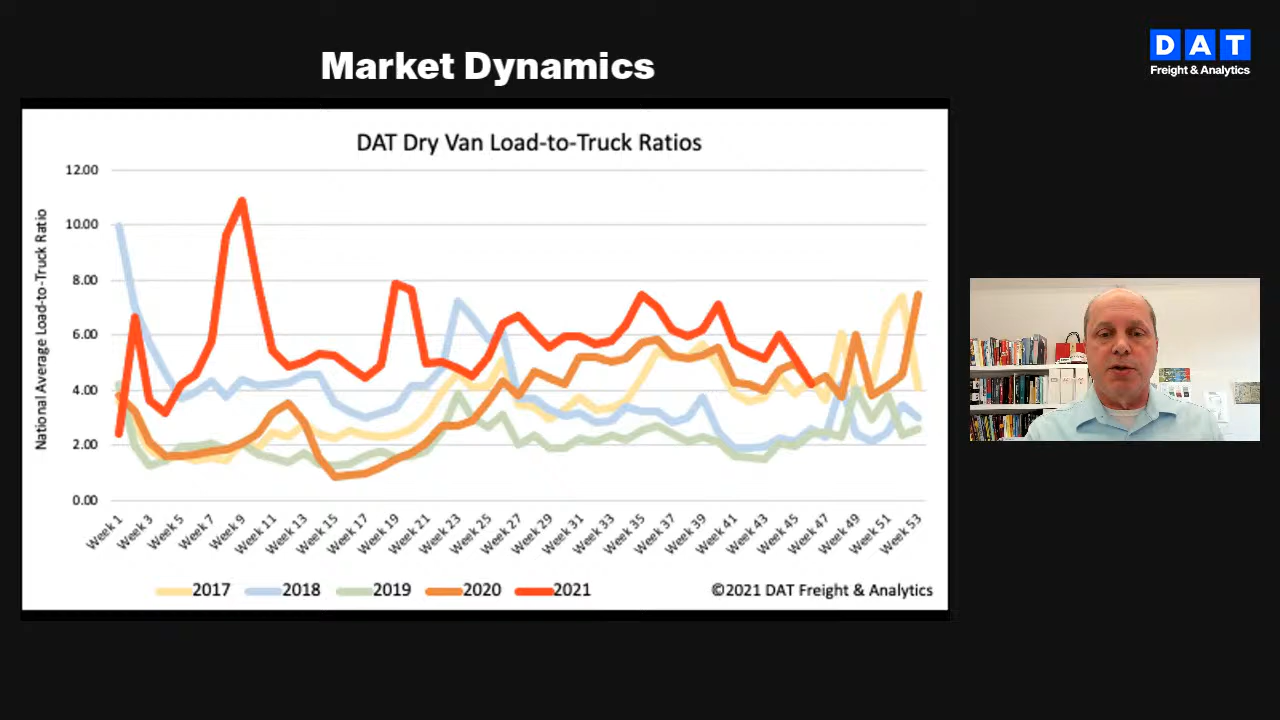 Market Dynamics
DAT
Freight & Analytics
DAT Dry Van Load-to-Truck Ratios
National Average Load-to-Truck Ratio
12.00
10.00
8.00
6.00
4.00
2.00
0.00
Week 1
Week 3
Week 5
Week 7
Week 9
Week 11
Week 13
Week 15
Week 17
Week 19
Week 21
Week 23
Week 25
Week 27
Week 29
Week 31
Week 33
Week 35
Week 37
Week 39
Week 41
Week 43
Week 45
Week 47
Week 49
Week 51
Week 53
2017 2018 2019 2020 2021
©2021 DAT Freight & Analytics